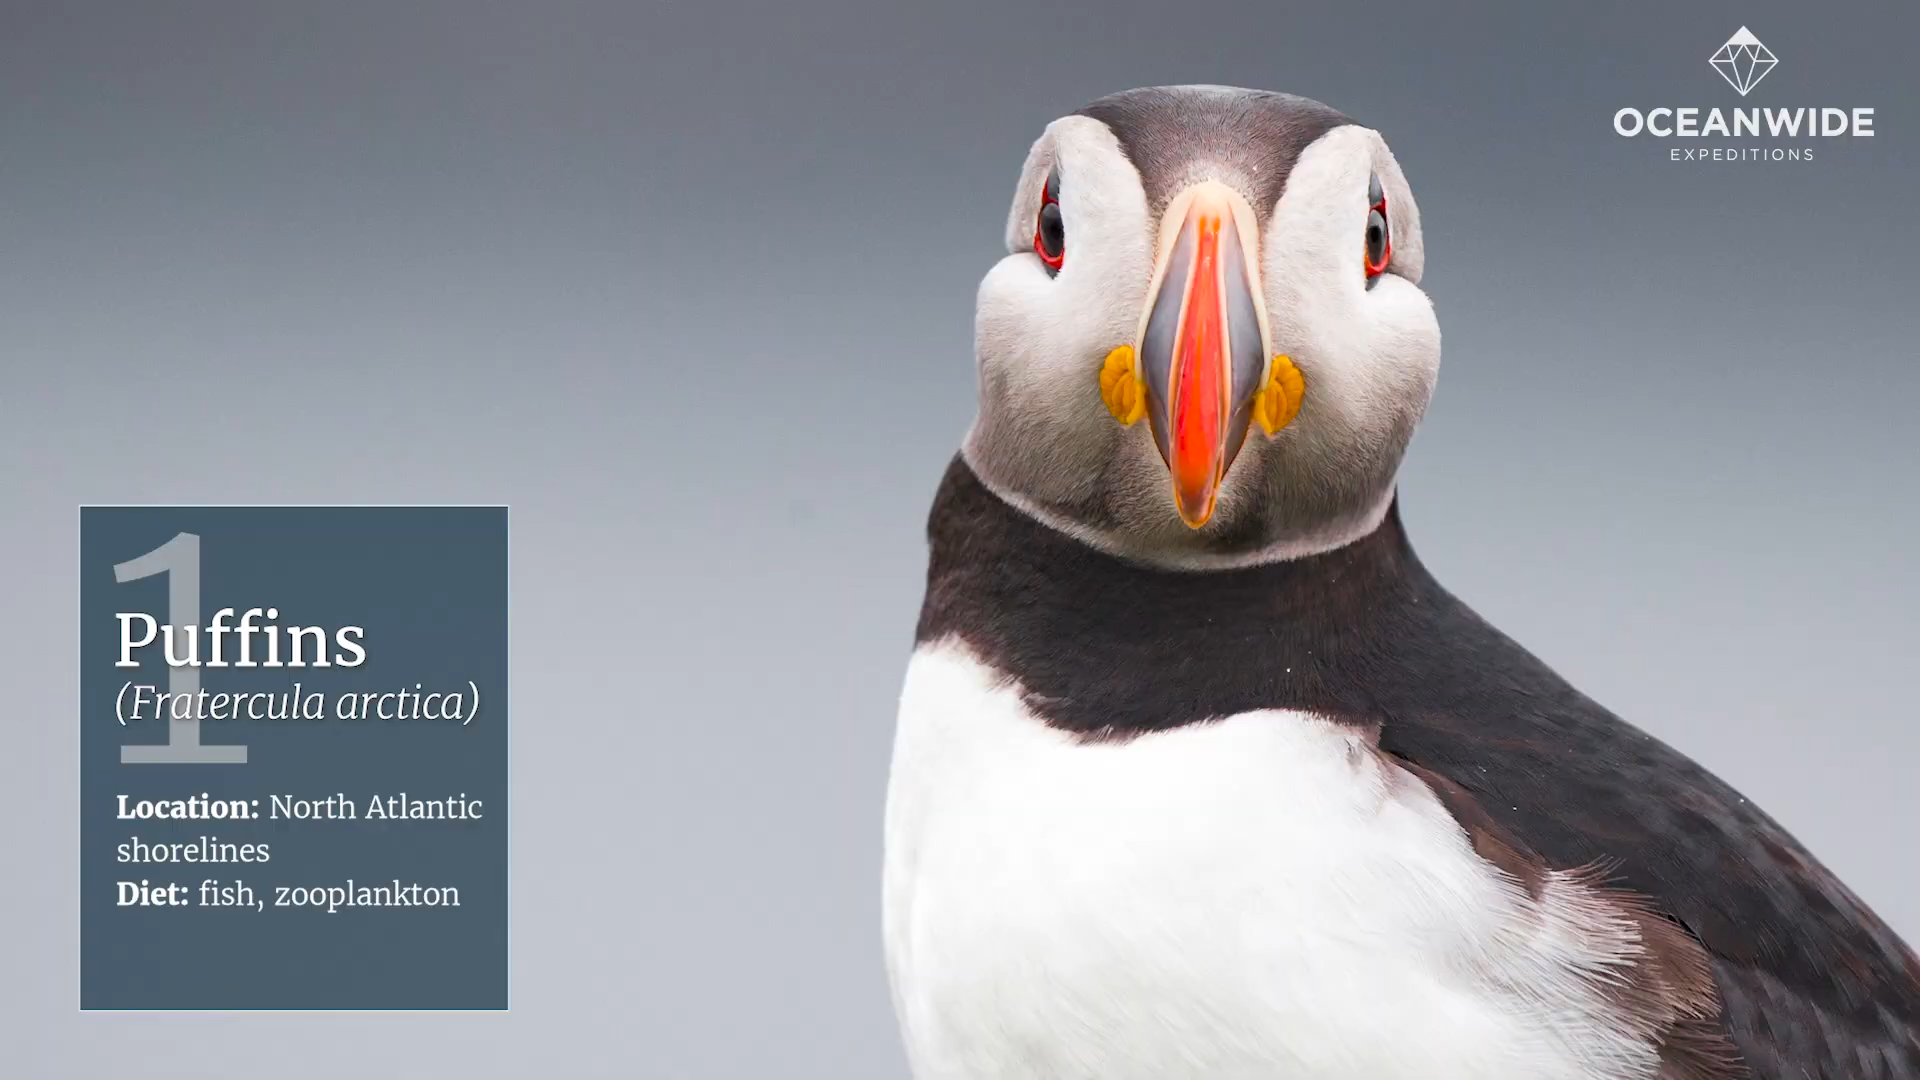 OCEANWIDE
EXPEDITIONS
1
Puffins
(Fratercula arctica)
Location: North Atlantic
shorelines
Diet: fish, zooplankton